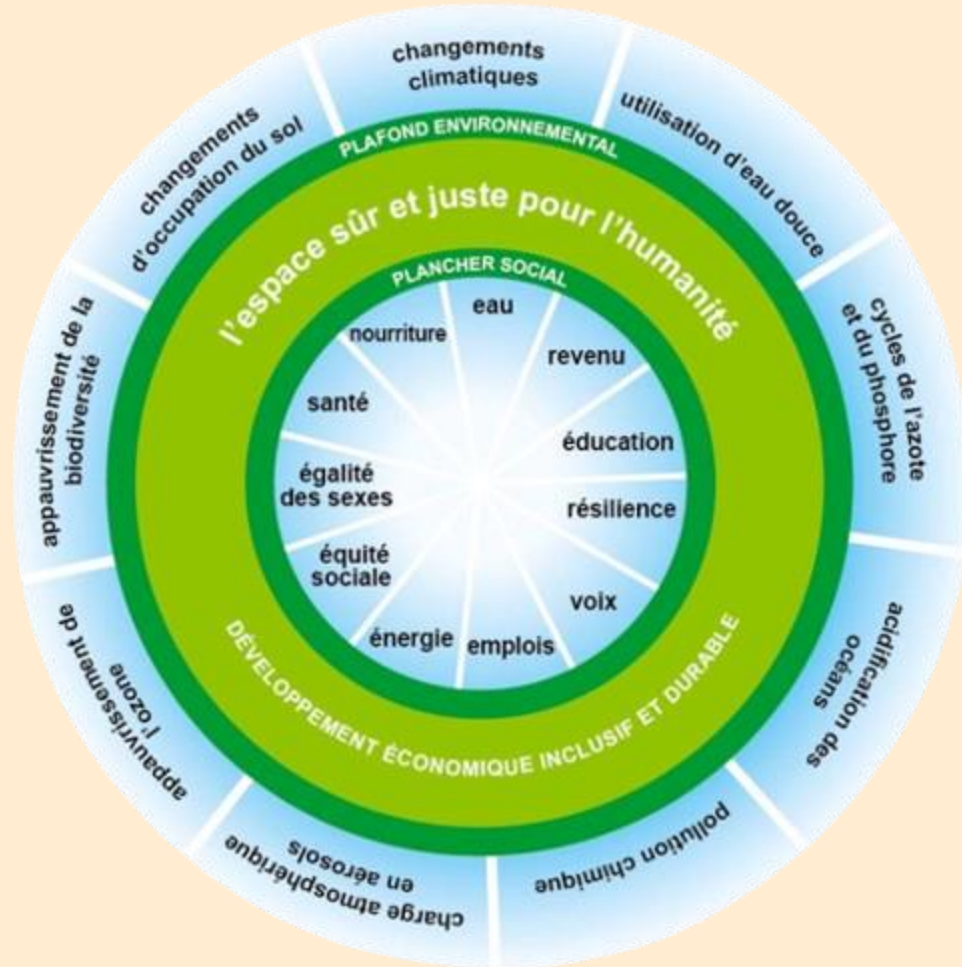 changements
climatiques
utilisation d'eau douce
cycles de l'azote
et du phosphore
acidification des
océans
pollution chimique
charge atmosphérique
en aérosols
appauvrissement de
l'ozone
appauvrissement de la
biodiversité
changements
d'occupation du sol
PLAFOND ENVIRONNEMENTAL
l'espace sûr et juste pour l'humanité
PLANCHER SOCIAL
eau
revenu
éducation
résilience
voix
emplois
énergie
équité
sociale
égalité
des sexes
santé
nourriture
DÉVELOPPEMENT ÉCONOMIQUE INCLUSIF ET DURABLE